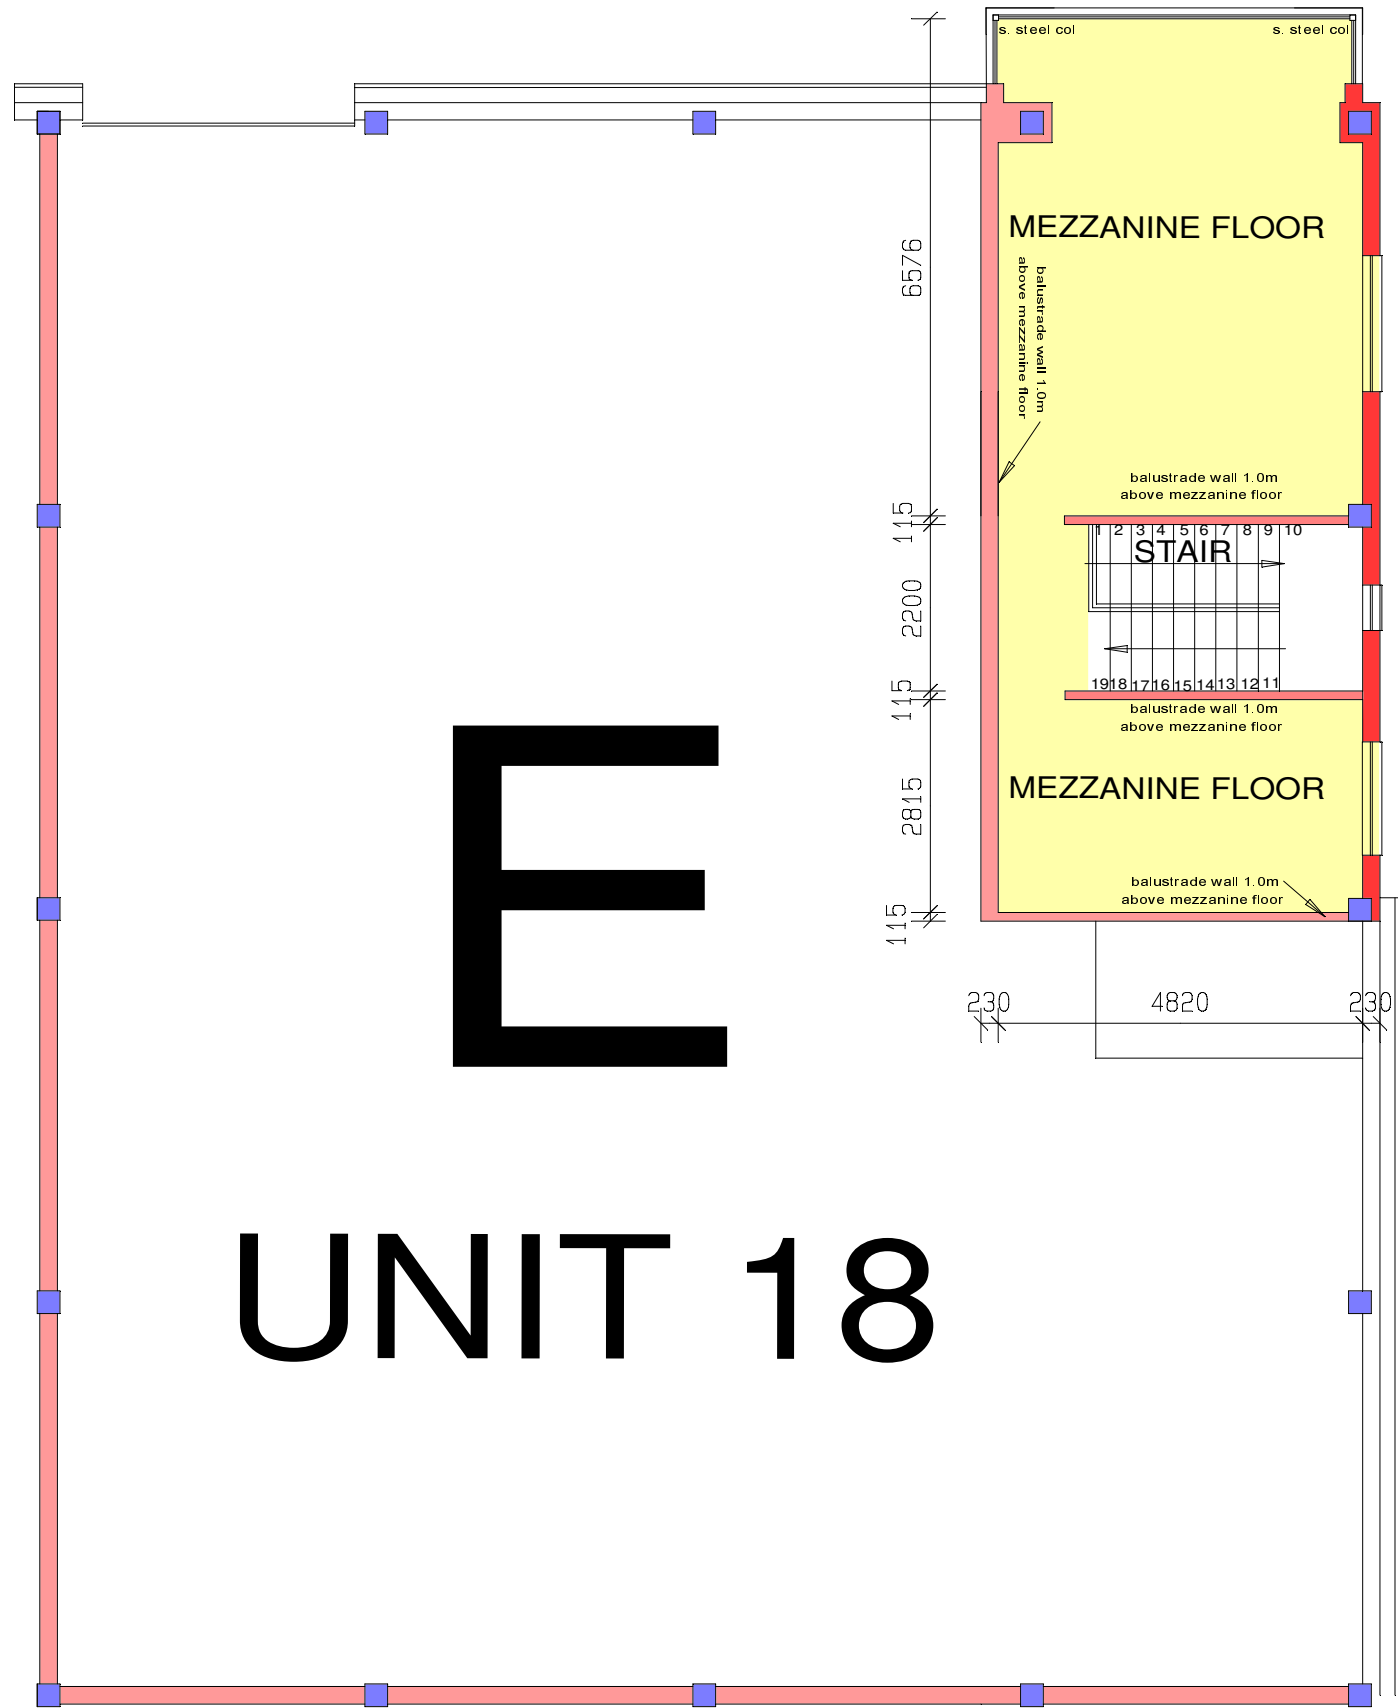 s. steel col
s. steel col
MEZZANINE FLOOR
6576
balustrade wall 1.0m
above mezzanine floor
balustrade wall 1.0m
above mezzanine floor
115
1 2 3 4 5 6 7 8 9 10
STAIR
2200
19 18 17 16 15 14 13 12 11
115
balustrade wall 1.0m
above mezzanine floor
MEZZANINE FLOOR
2815
balustrade wall 1.0m
above mezzanine floor
115
230 4820 230
E
UNIT 18